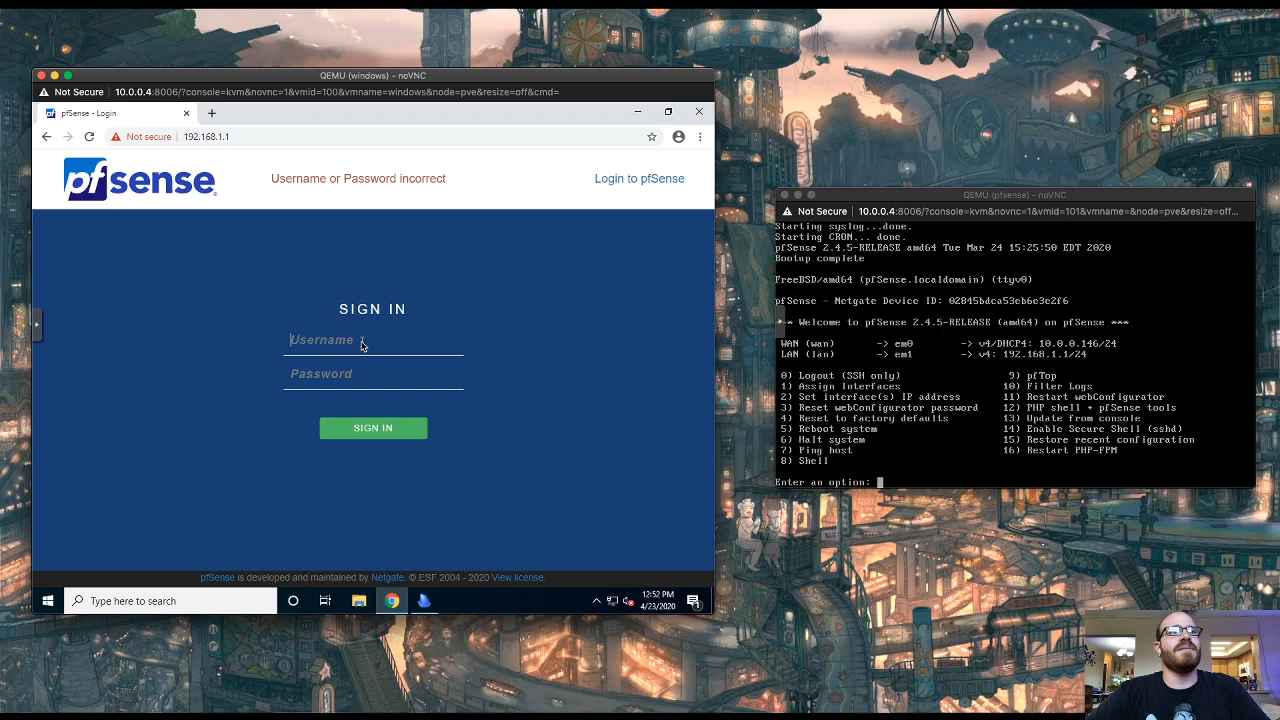 QEMU (windows) - noVNC
Not Secure 10.0.0.4:8006/?console=kvm&novnc=1&vmid=100&vmname=windows&node=pve&resize=off&cmd=
pfSense - Login
Not secure 192.168.1.1
pfsense
Username or Password incorrect
Login to pfSense
SIGN IN
Username
Password
SIGN IN
pfSense is developed and maintained by Netgate. © ESF 2004 - 2020 View license.
Type here to search
12:52 PM
4/23/2020
1
QEMU (pfsense) - noVNC
Not Secure 10.0.0.4:8006/?console=kvm&novnc=1&vmid=101&vmname=&node=pve&resize=off...
Starting syslog...done.
Starting CRON... done.
pfSense 2.4.5-RELEASE amd64 Tue Mar 24 15:25:50 EDT 2020
Bootup complete
FreeBSD/amd64 (pfSense.localdomain) (ttyv0)
pfSense - Netgate Device ID: 02845bdca53eb6e3e2f6
** Welcome to pfSense 2.4.5-RELEASE (amd64) on pfSense ***
WAN (wan) -> em0 -> v4/DHCP4: 10.0.0.146/24
LAN (lan) -> em1 -> v4: 192.168.1.1/24
0) Logout (SSH only) 9) pfTop
1) Assign Interfaces 10) Filter Logs
2) Set interface(s) IP address 11) Restart webConfigurator
3) Reset webConfigurator password 12) PHP shell + pfSense tools
4) Reset to factory defaults 13) Update from console
5) Reboot system 14) Enable Secure Shell (sshd)
6) Halt system 15) Restore recent configuration
7) Ping host 16) Restart PHP-FPM
8) Shell
Enter an option: